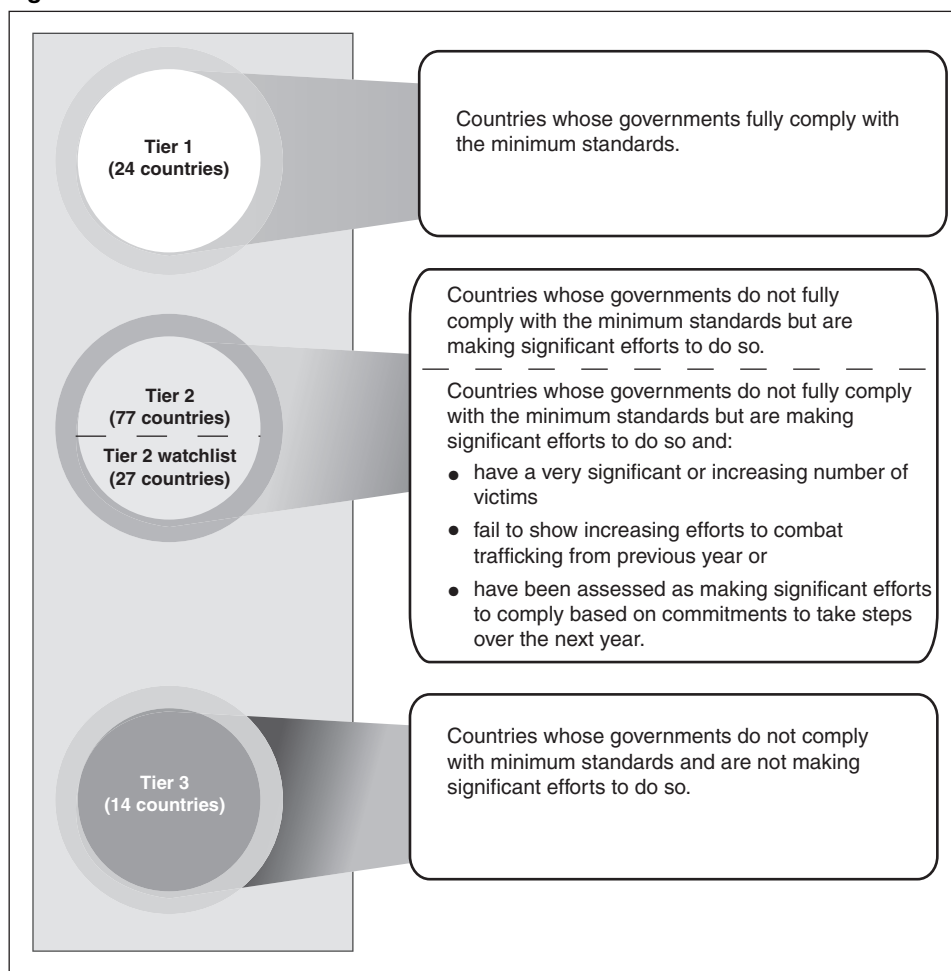 Tier 1
(24 countries)
Countries whose governments fully comply with
the minimum standards.
Tier 2
(77 countries)
Tier 2 watchlist
(27 countries)
Countries whose governments do not fully
comply with the minimum standards but are
making significant efforts to do so.
Countries whose governments do not fully comply
with the minimum standards but are making
significant efforts to do so and:
● have a very significant or increasing number of
victims
● fail to show increasing efforts to combat
trafficking from previous year or
● have been assessed as making significant efforts
to comply based on commitments to take steps
over the next year.
Tier 3
(14 countries)
Countries whose governments do not comply
with minimum standards and are not making
significant efforts to do so.